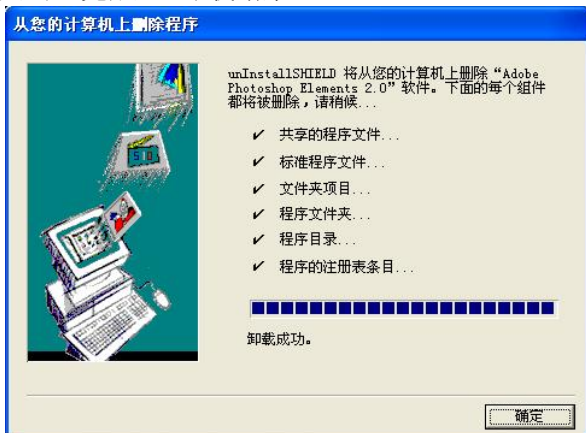 从您的计算机上删除程序
unInstallSHIELD 将从您的计算机上删除“Adobe
Photoshop Elements 2.0”软件。下面的每个组件
都将被删除，请稍候...
✔ 共享的程序文件...
✔ 标准程序文件...
✔ 文件夹项目...
✔ 程序文件夹...
✔ 程序目录...
✔ 程序的注册表条目...
卸载成功。
确定